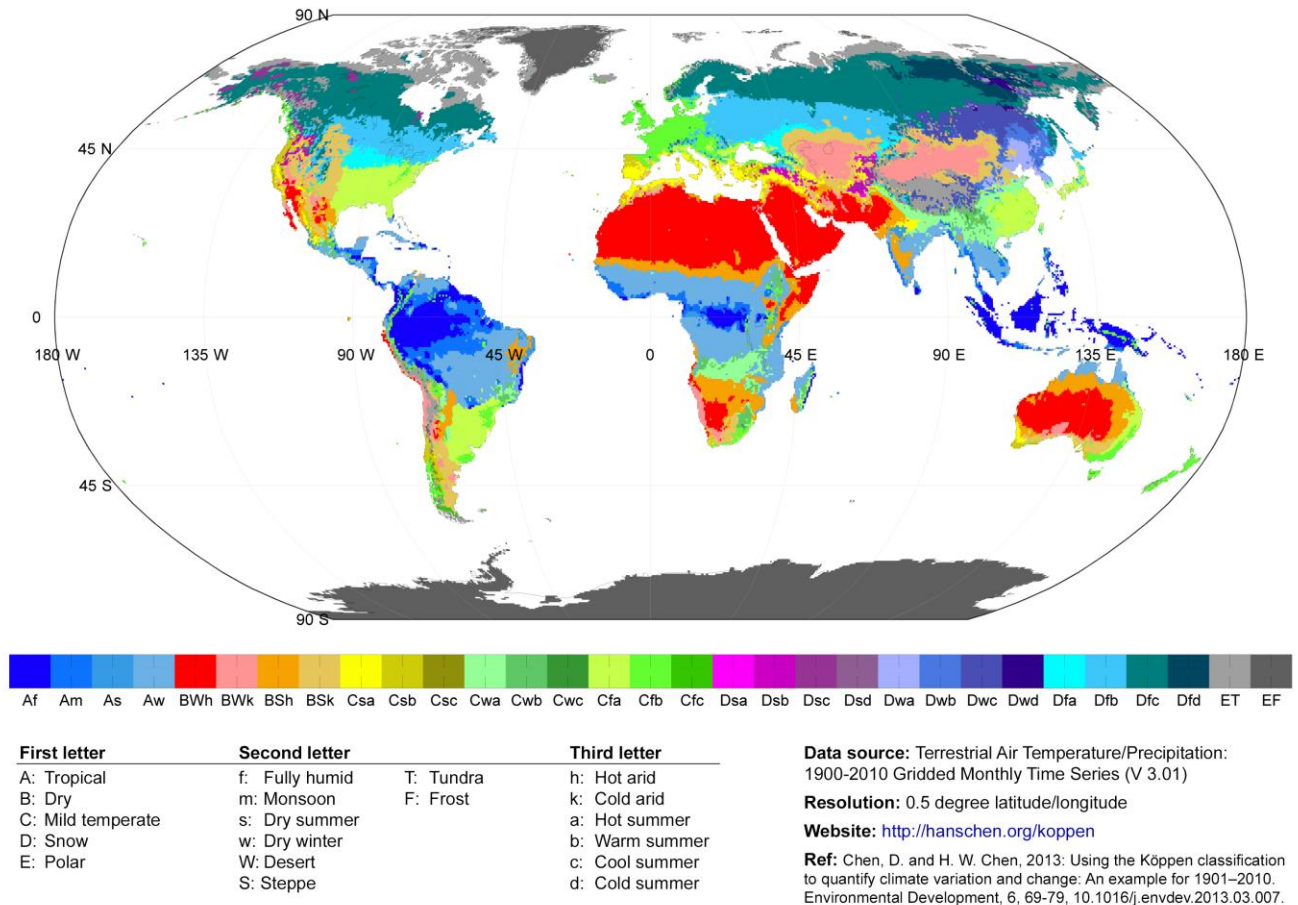 90 N
45 N
0
180 W 135 W 90 W 45 W 0 45 E 90 E 135 E 180 E
45 S
90 S
Af Am As Aw BWh BWk BSh BSk Csa Csb Csc Cwa Cwb Cwc Cfa Cfb Cfc Dsa Dsb Dsc Dsd Dwa Dwb Dwc Dwd Dfa Dfb Dfc Dfd ET EF
First letter
A: Tropical
B: Dry
C: Mild temperate
D: Snow
E: Polar
Second letter
f: Fully humid
m: Monsoon
s: Dry summer
w: Dry winter
W: Desert
S: Steppe
T: Tundra
F: Frost
Third letter
h: Hot arid
k: Cold arid
a: Hot summer
b: Warm summer
c: Cool summer
d: Cold summer
Data source: Terrestrial Air Temperature/Precipitation:
1900-2010 Gridded Monthly Time Series (V 3.01)
Resolution: 0.5 degree latitude/longitude
Website: http://hanschen.org/koppen
Ref: Chen, D. and H. W. Chen, 2013: Using the Köppen classification
to quantify climate variation and change: An example for 1901–2010.
Environmental Development, 6, 69-79, 10.1016/j.envdev.2013.03.007.